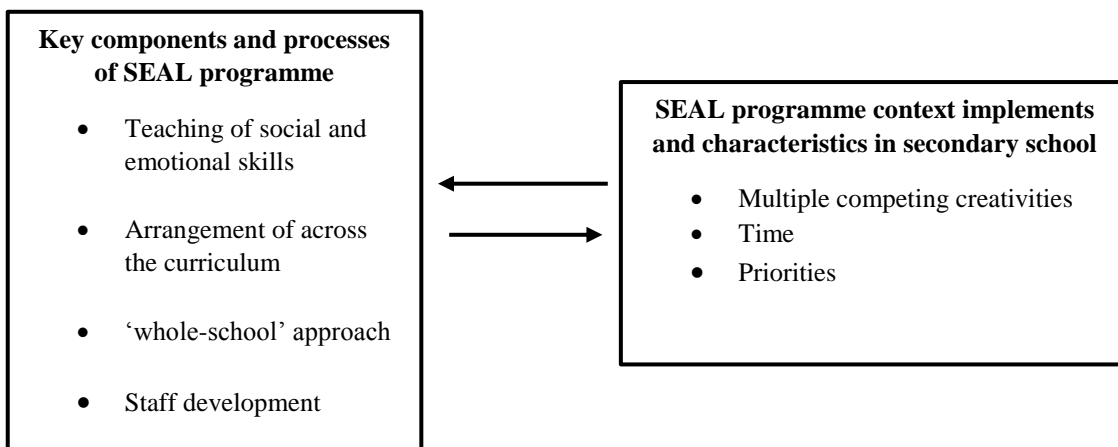 Key components and processes
of SEAL programme
• Teaching of social and
emotional skills
• Arrangement of across
the curriculum
• ‘whole-school’ approach
• Staff development
SEAL programme context implements
and characteristics in secondary school
• Multiple competing creativities
• Time
• Priorities